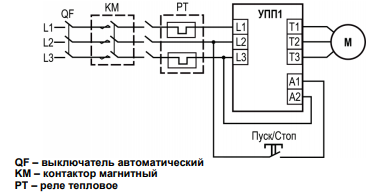 QF
KM
PT
УПП1
L1
L2
L3
L1
L2
L3
T1
T2
T3
M
A1
A2
Пуск/Стоп
QF – выключатель автоматический
KM – контактор магнитный
PT – реле тепловое